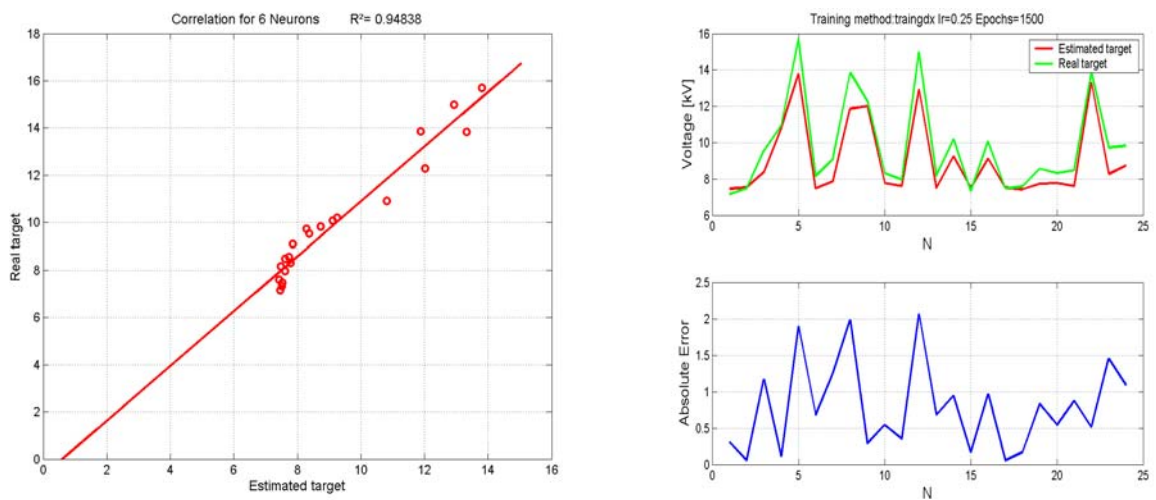 Correlation for 6 Neurons R²= 0.94838
18
16
14
12
10
8
6
4
2
0
Real target
0 2 4 6 8 10 12 14 16
Estimated target
Training method:traingdx lr=0.25 Epochs=1500
Estimated target
Real target
16
14
12
10
8
6
Voltage [kV]
0 5 10 15 20 25
N
2.5
2
1.5
1
0.5
0
Absolute Error
0 5 10 15 20 25
N